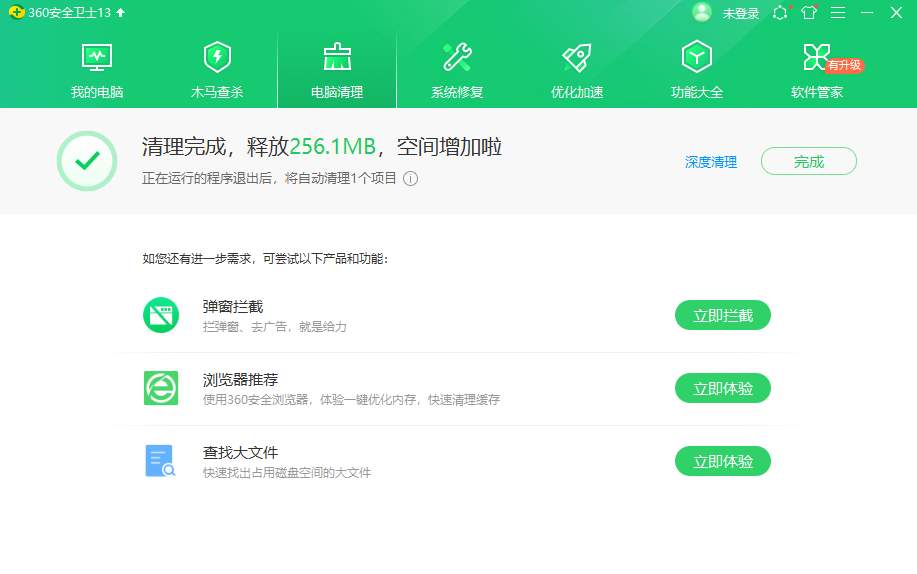 360安全卫士13
未登录
我的电脑
木马查杀
电脑清理
系统修复
优化加速
功能大全
软件管家
有升级
清理完成，释放256.1MB，空间增加啦
正在运行的程序退出后，将自动清理1个项目
深度清理
完成
如您还有进一步需求，可尝试以下产品和功能：
弹窗拦截
拦弹窗、去广告，就是给力
立即拦截
浏览器推荐
使用360安全浏览器，体验一键优化内存，快速清理缓存
立即体验
查找大文件
快速找出占用磁盘空间的大文件
立即体验